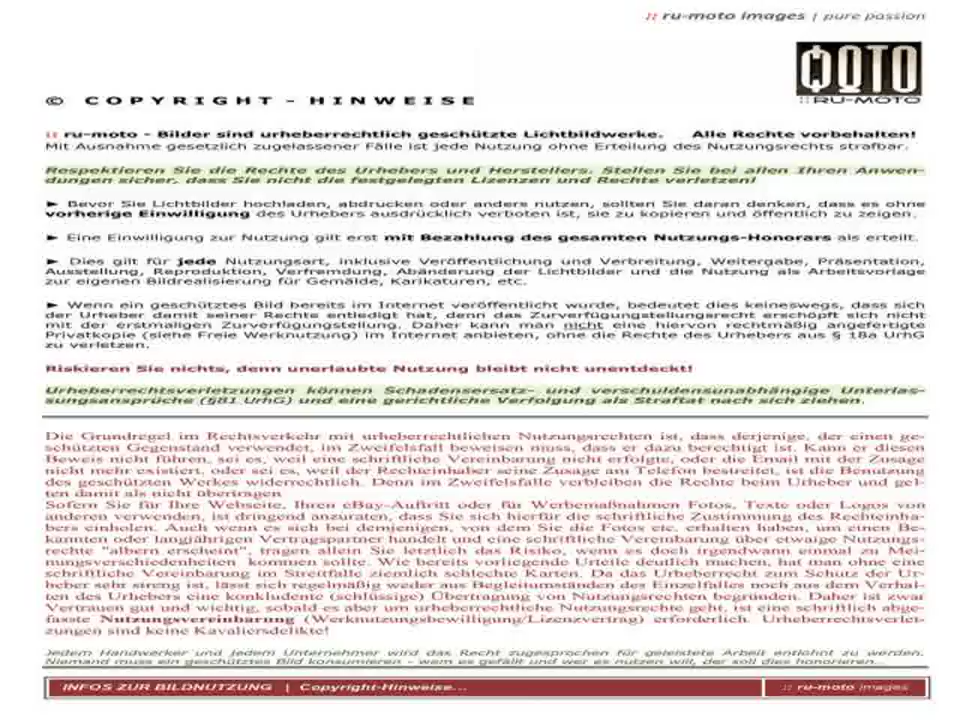 :: ru-moto images | pure passion
FOTO
::RU-MOTO
© COPYRIGHT - HINWEISE
:: ru-moto - Bilder sind urheberrechtlich geschützte Lichtbildwerke. Alle Rechte vorbehalten!
Mit Ausnahme gesetzlich zugelassener Fälle ist jede Nutzung ohne Erteilung des Nutzungsrechts strafbar.
Respektieren Sie die Rechte des Urhebers und Herstellers. Stellen Sie bei allen Ihren Anwen-
dungen sicher, dass Sie nicht die festgelegten Lizenzen und Rechte verletzen!
► Bevor Sie Lichtbilder hochladen, abdrucken oder anders nutzen, sollten Sie daran denken, dass es ohne
vorherige Einwilligung des Urhebers ausdrücklich verboten ist, sie zu kopieren und öffentlich zu zeigen.
► Eine Einwilligung zur Nutzung gilt erst mit Bezahlung des gesamten Nutzungs-Honorars als erteilt.
► Dies gilt für jede Nutzungsart, inklusive Veröffentlichung und Verbreitung, Weitergabe, Präsentation,
Ausstellung, Reproduktion, Verfremdung, Abänderung der Lichtbilder und die Nutzung als Arbeitsvorlage
zur eigenen Bildrealisierung für Gemälde, Karikaturen, etc.
► Wenn ein geschütztes Bild bereits im Internet veröffentlicht wurde, bedeutet dies keineswegs, dass sich
der Urheber damit seiner Rechte entledigt hat, denn das Zurverfügungstellungsrecht erschöpft sich nicht
mit der erstmaligen Zurverfügungstellung. Daher kann man nicht eine hiervon rechtmäßig angefertigte
Privatkopie (siehe Freie Werknutzung) im Internet anbieten, ohne die Rechte des Urhebers aus § 18a UrhG
zu verletzen.
Riskieren Sie nichts, denn unerlaubte Nutzung bleibt nicht unentdeckt!
Urheberrechtsverletzungen können Schadensersatz- und verschuldensunabhängige Unterlas-
sungsansprüche (§81 UrhG) und eine gerichtliche Verfolgung als Straftat nach sich ziehen.
Die Grundregel im Rechtsverkehr mit urheberrechtlichen Nutzungsrechten ist, dass derjenige, der einen ge-
schützten Gegenstand verwendet, im Zweifelsfall beweisen muss, dass er dazu berechtigt ist. Kann er diesen
Beweis nicht führen, sei es, weil eine schriftliche Vereinbarung nicht erfolgte, oder die Email mit der Zusage
nicht mehr existiert, oder sei es, weil der Rechteinhaber seine Zusage am Telefon bestreitet, ist die Benutzung
des geschützten Werkes widerrechtlich. Denn im Zweifelsfalle verbleiben die Rechte beim Urheber und gel-
ten damit als nicht übertragen
Sofern Sie für Ihre Webseite, Ihren eBay-Auftritt oder für Werbemaßnahmen Fotos, Texte oder Logos von
anderen verwenden, ist dringend anzuraten, dass Sie sich hierfür die schriftliche Zustimmung des Rechteinha-
bers einholen. Auch wenn es sich bei demjenigen, von dem Sie die Fotos etc. erhalten haben, um einen Be-
kannten oder langjährigen Vertragspartner handelt und eine schriftliche Vereinbarung über etwaige Nutzungs-
rechte "albern erscheint", tragen allein Sie letztlich das Risiko, wenn es doch irgendwann einmal zu Mei-
nungsverschiedenheiten kommen sollte. Wie bereits vorliegende Urteile deutlich machen, hat man ohne eine
schriftliche Vereinbarung im Streitfalle ziemlich schlechte Karten. Da das Urheberrecht zum Schutz der Ur-
heber sehr streng ist, lässt sich regelmäßig weder aus Begleitumständen des Einzelfalles noch aus dem Verhal-
ten des Urhebers eine konkludente (schlüssige) Übertragung von Nutzungsrechten begründen. Daher ist zwar
Vertrauen gut und wichtig, sobald es aber um urheberrechtliche Nutzungsrechte geht, ist eine schriftlich abge-
fasste Nutzungsvereinbarung (Werknutzungsbewilligung/Lizenzvertrag) erforderlich. Urheberrechtsverlet-
zungen sind keine Kavaliersdelikte!
Jedem Handwerker und jedem Unternehmer wird das Recht zugesprochen für geleistete Arbeit entlohnt zu werden.
Niemand muss ein geschütztes Bild konsumieren - wem es gefällt und wer es nutzen will, der soll dies honorieren...
INFOS ZUR BILDNUTZUNG | Copyright-Hinweise...
:: ru-moto images